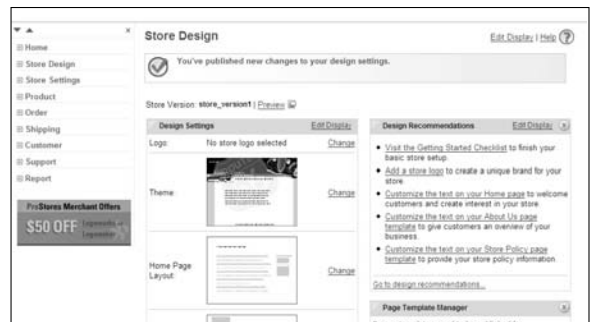 Home
Store Design
Store Settings
Product
Order
Shipping
Customer
Support
Report
ProStores Merchant Offers
$50 OFF
Store Design
Edit Display | Help
You've published new changes to your design settings.
Store Version: store_version1 | Preview
Design Settings Edit Display
Logo: No store logo selected Change
Theme: Change
Home Page
Layout: Change
Design Recommendations Edit Display
Visit the Getting Started Checklist to finish your
basic store setup.
Add a store logo to create a unique brand for your
store.
Customize the text on your Home page to welcome
customers and create interest in your store.
Customize the text on your About Us page
template to give customers an overview of your
business.
Customize the text on your Store Policy page
template to provide your store policy information.
Go to design recommendations...
Page Template Manager